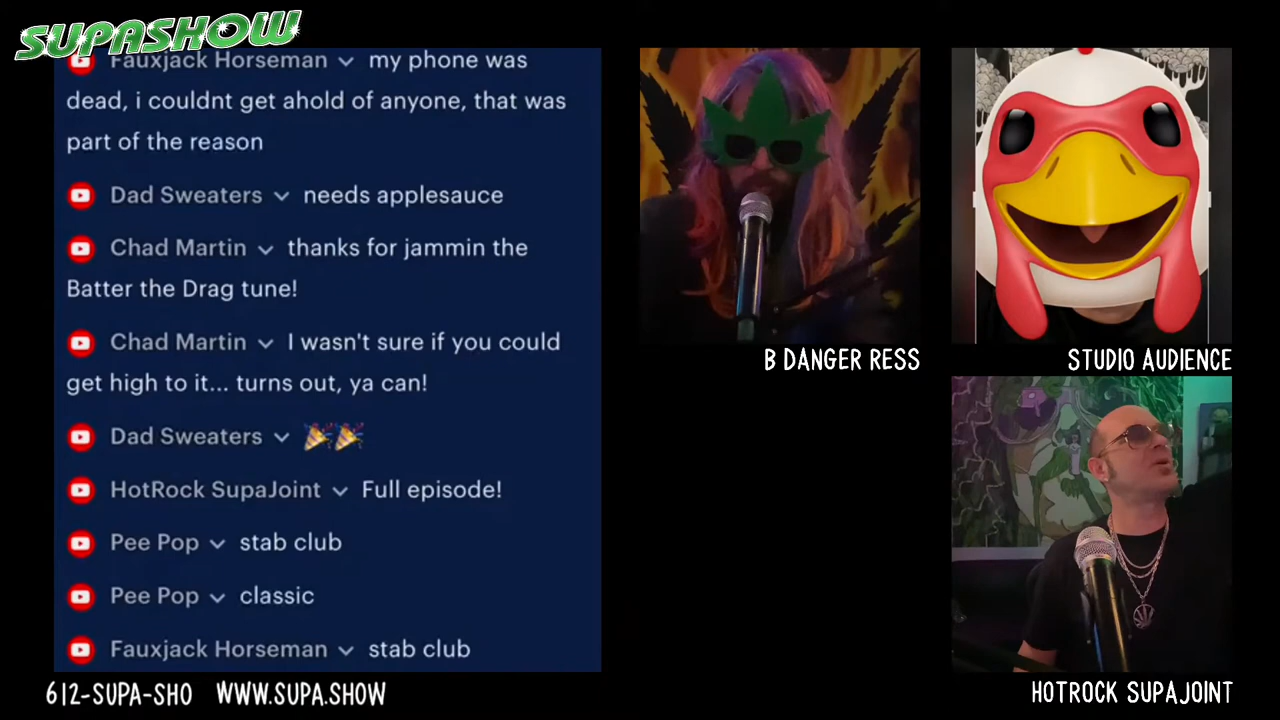 SUPASHOW
Fauxjack Horseman my phone was
dead, i couldnt get ahold of anyone, that was
part of the reason
Dad Sweaters needs applesauce
Chad Martin thanks for jammin the
Batter the Drag tune!
Chad Martin I wasn't sure if you could
get high to it... turns out, ya can!
Dad Sweaters 🎉🎉
HotRock SupaJoint Full episode!
Pee Pop stab club
Pee Pop classic
Fauxjack Horseman stab club
612-SUPA-SHO WWW.SUPA.SHOW
B DANGER RESS
STUDIO AUDIENCE
HOTROCK SUPAJOINT